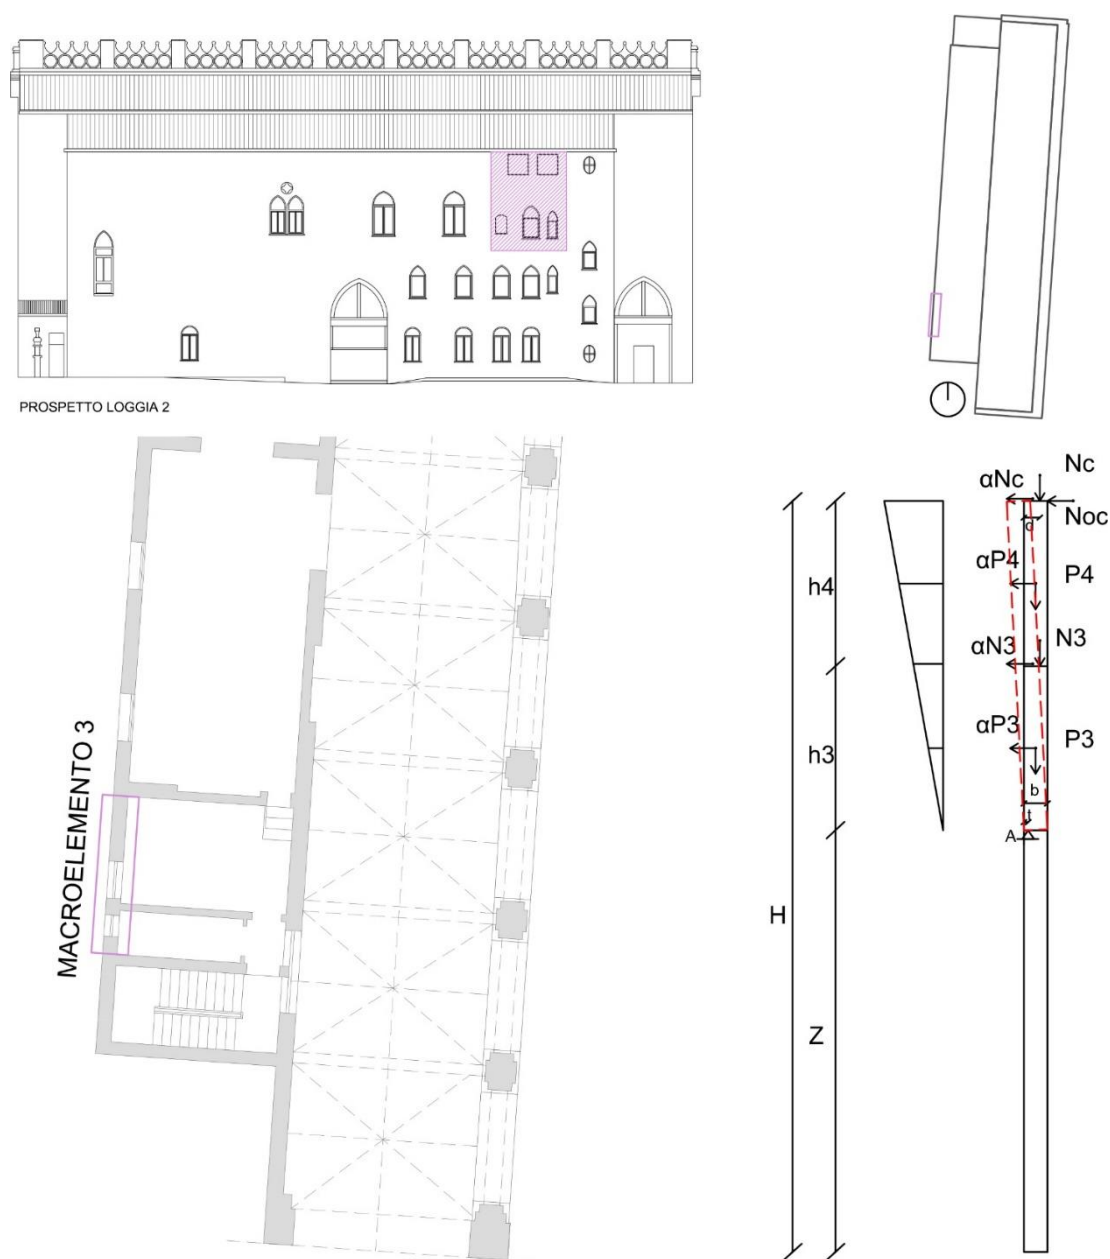 PROSPETTO LOGGIA 2
MACROELEMENTO 3
αNc
Nc
Noc
d
αP4
P4
h4
αN3
N3
αP3
P3
h3
b
t
A
H
Z